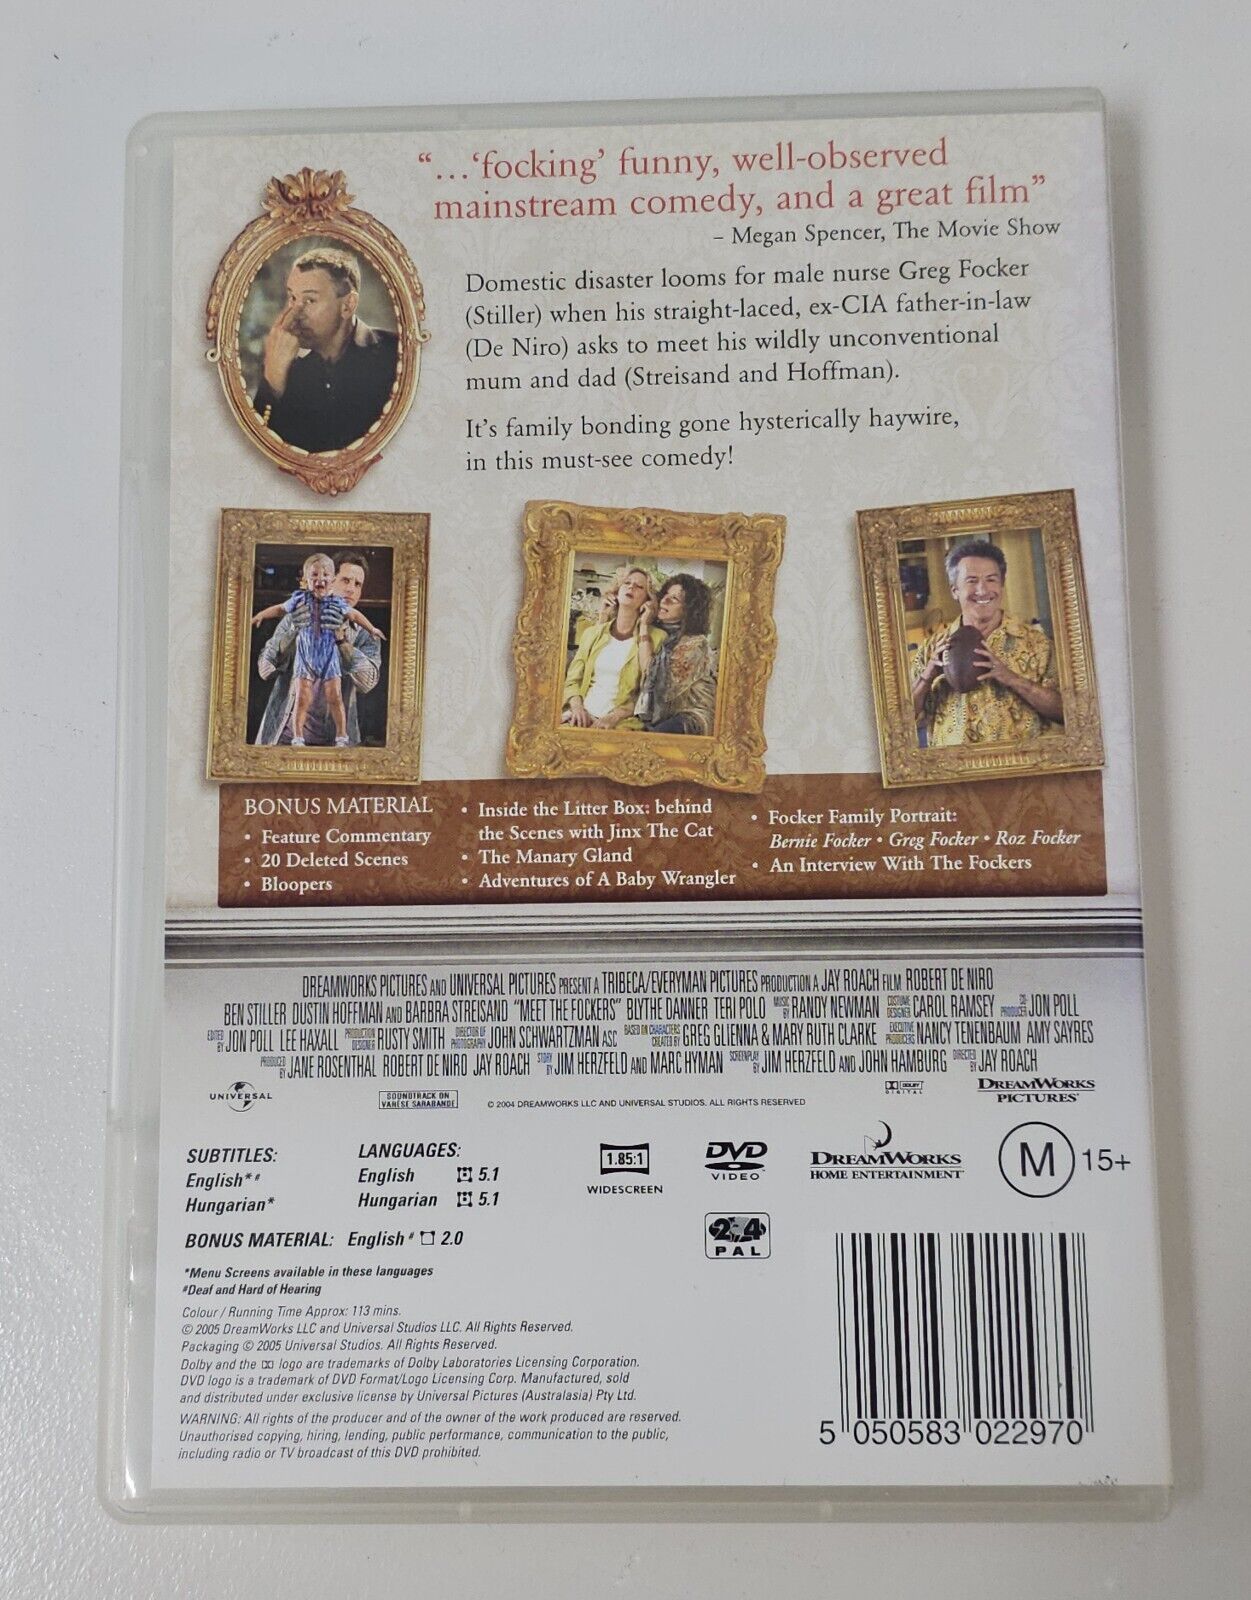 “...‘focking’ funny, well-observed
mainstream comedy, and a great film”
– Megan Spencer, The Movie Show
Domestic disaster looms for male nurse Greg Focker
(Stiller) when his straight-laced, ex-CIA father-in-law
(De Niro) asks to meet his wildly unconventional
mum and dad (Streisand and Hoffman).
It's family bonding gone hysterically haywire,
in this must-see comedy!
BONUS MATERIAL
• Feature Commentary
• 20 Deleted Scenes
• Bloopers
• Inside the Litter Box: behind
the Scenes with Jinx The Cat
• The Manary Gland
• Adventures of A Baby Wrangler
• Focker Family Portrait:
Bernie Focker • Greg Focker • Roz Focker
• An Interview With The Fockers
DREAMWORKS PICTURES AND UNIVERSAL PICTURES PRESENT A TRIBECA/EVERYMAN PICTURES PRODUCTION A JAY ROACH FILM ROBERT DE NIRO
BEN STILLER DUSTIN HOFFMAN AND BARBRA STREISAND "MEET THE FOCKERS" BLYTHE DANNER TERI POLO MUSIC BY RANDY NEWMAN COSTUME DESIGNER CAROL RAMSEY CO-PRODUCER JON POLL
EDITED BY JON POLL LEE HAXALL PRODUCTION DESIGNER RUSTY SMITH DIRECTOR OF PHOTOGRAPHY JOHN SCHWARTZMAN ASC BASED ON CHARACTERS CREATED BY GREG GLIENNA & MARY RUTH CLARKE EXECUTIVE PRODUCERS NANCY TENENBAUM AMY SAYRES
PRODUCED BY JANE ROSENTHAL ROBERT DE NIRO JAY ROACH STORY BY JIM HERZFELD AND MARC HYMAN SCREENPLAY BY JIM HERZFELD AND JOHN HAMBURG DIRECTED BY JAY ROACH
UNIVERSAL
SOUNDTRACK ON
VARÈSE SARABANDE
© 2004 DREAMWORKS LLC AND UNIVERSAL STUDIOS. ALL RIGHTS RESERVED
DOLBY
DIGITAL
DREAMWORKS
PICTURES
SUBTITLES:
English*#
Hungarian*
LANGUAGES:
English 5.1
Hungarian 5.1
1.85:1
WIDESCREEN
DVD
VIDEO
DREAMWORKS
HOME ENTERTAINMENT
M 15+
2 4
PAL
BONUS MATERIAL: English# 2.0
*Menu Screens available in these languages
#Deaf and Hard of Hearing
Colour / Running Time Approx: 113 mins.
© 2005 DreamWorks LLC and Universal Studios LLC. All Rights Reserved.
Packaging © 2005 Universal Studios. All Rights Reserved.
Dolby and the logo are trademarks of Dolby Laboratories Licensing Corporation.
DVD logo is a trademark of DVD Format/Logo Licensing Corp. Manufactured, sold
and distributed under exclusive license by Universal Pictures (Australasia) Pty Ltd.
WARNING: All rights of the producer and of the owner of the work produced are reserved.
Unauthorised copying, hiring, lending, public performance, communication to the public,
including radio or TV broadcast of this DVD prohibited.
5 050583 022970